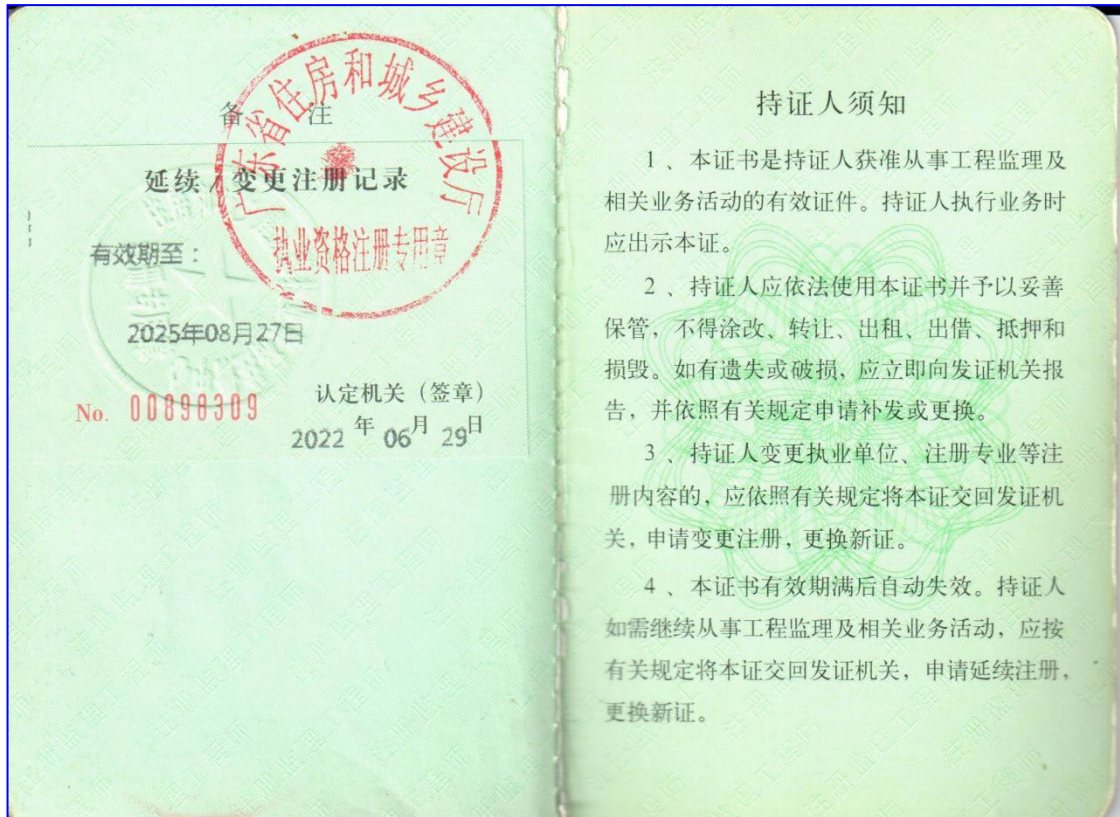 备 注
广东省住房和城乡建设厅
执业资格注册专用章
延续/变更注册记录
有效期至：
2025年08月27日
No. 00898309
认定机关（签章）
2022 年 06月 29日
持证人须知
1 、本证书是持证人获准从事工程监理及
相关业务活动的有效证件。持证人执行业务时
应出示本证。
2 、持证人应依法使用本证书并予以妥善
保管，不得涂改、转让、出租、出借、抵押和
损毁。如有遗失或破损，应立即向发证机关报
告，并依照有关规定申请补发或更换。
3 、持证人变更执业单位、注册专业等注
册内容的，应依照有关规定将本证交回发证机
关，申请变更注册，更换新证。
4 、本证书有效期满后自动失效。持证人
如需继续从事工程监理及相关业务活动，应按
有关规定将本证交回发证机关，申请延续注册，
更换新证。